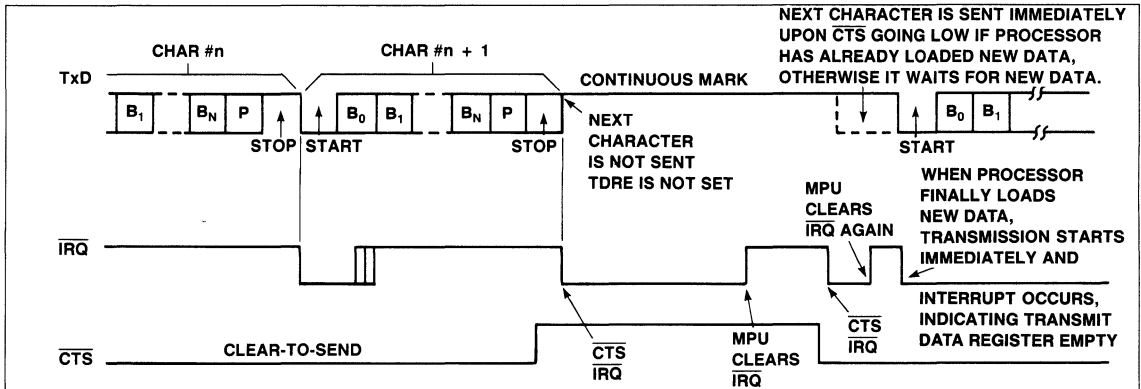 NEXT CHARACTER IS SENT IMMEDIATELY
UPON CTS GOING LOW IF PROCESSOR
HAS ALREADY LOADED NEW DATA,
OTHERWISE IT WAITS FOR NEW DATA.
CHAR #n
CHAR #n + 1
TxD
CONTINUOUS MARK
B1
BN
P
B0
B1
BN
P
B0
B1
STOP
START
STOP
START
NEXT
CHARACTER
IS NOT SENT
TDRE IS NOT SET
MPU
CLEARS
IRQ AGAIN
WHEN PROCESSOR
FINALLY LOADS
NEW DATA,
TRANSMISSION STARTS
IMMEDIATELY AND
IRQ
INTERRUPT OCCURS,
INDICATING TRANSMIT
DATA REGISTER EMPTY
CTS
CLEAR-TO-SEND
CTS
IRQ
MPU
CLEARS
IRQ
CTS
IRQ